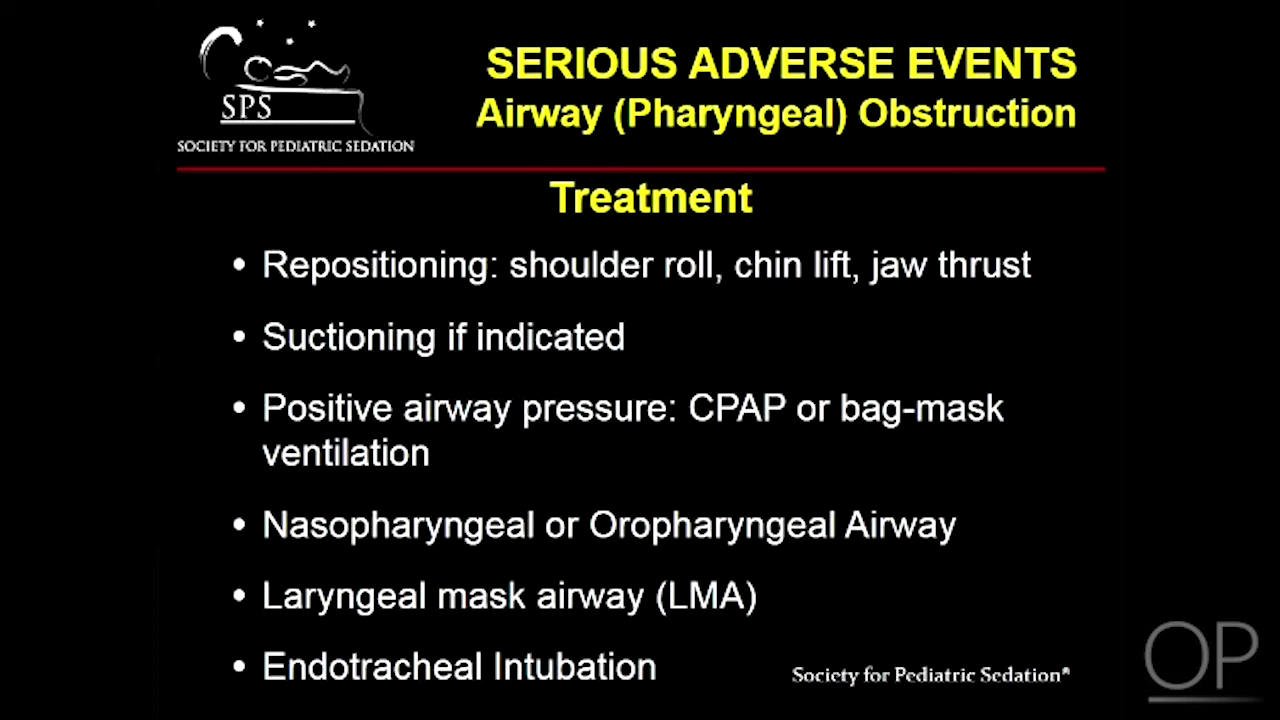 SPS
SOCIETY FOR PEDIATRIC SEDATION
SERIOUS ADVERSE EVENTS
Airway (Pharyngeal) Obstruction
Treatment
• Repositioning: shoulder roll, chin lift, jaw thrust
• Suctioning if indicated
• Positive airway pressure: CPAP or bag-mask
ventilation
• Nasopharyngeal or Oropharyngeal Airway
• Laryngeal mask airway (LMA)
• Endotracheal Intubation
Society for Pediatric Sedation®
OP